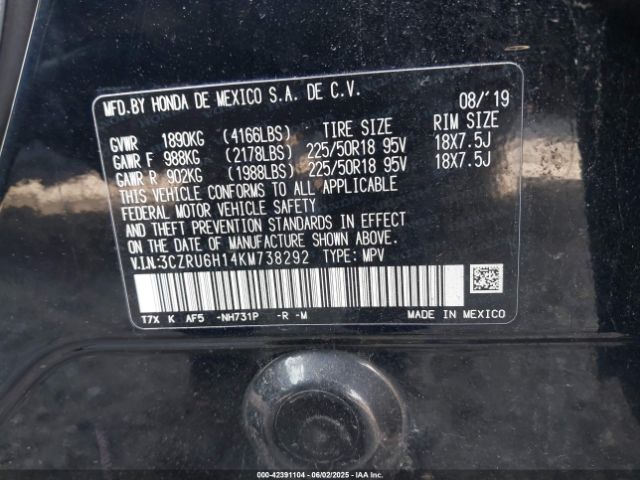 MFD.BY HONDA DE MEXICO S.A. DE C.V. 08/'19
GVWR 1890KG (4166LBS) TIRE SIZE RIM SIZE
GAWR F 988KG (2178LBS) 225/50R18 95V 18X7.5J
GAWR R 902KG (1988LBS) 225/50R18 95V 18X7.5J
THIS VEHICLE CONFORMS TO ALL APPLICABLE
FEDERAL MOTOR VEHICLE SAFETY
AND THEFT PREVENTION STANDARDS IN EFFECT
ON THE DATE OF MANUFACTURE SHOWN ABOVE.
V.I.N:3CZRU6H14KM738292 TYPE: MPV
T7X K AF5 -NH731P -R -M MADE IN MEXICO
000-42391104 | 06/02/2025 | IAAI.COM